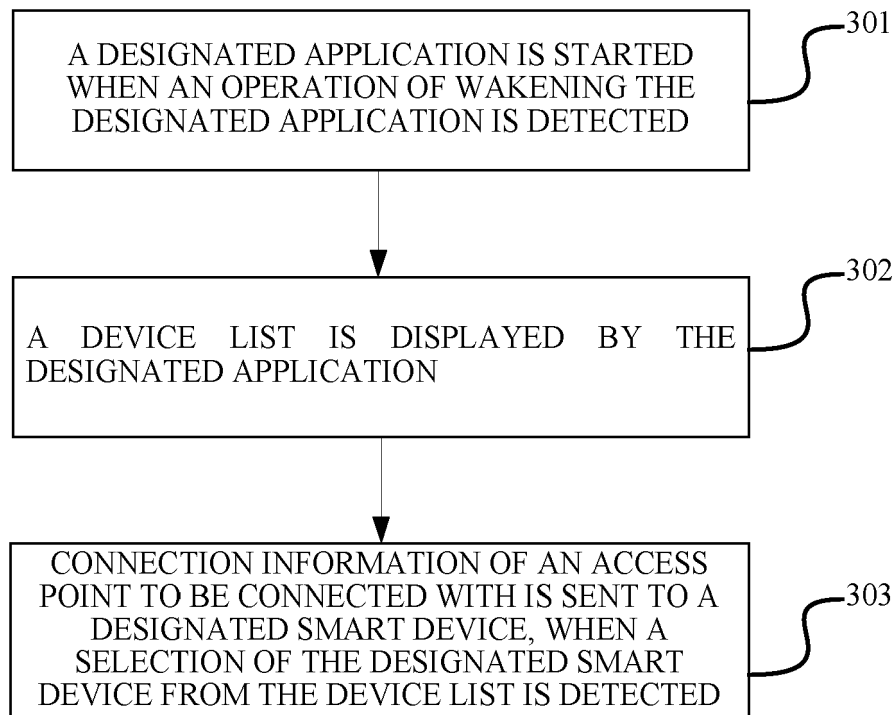 A DESIGNATED APPLICATION IS STARTED
WHEN AN OPERATION OF WAKENING THE
DESIGNATED APPLICATION IS DETECTED
301
A DEVICE LIST IS DISPLAYED BY THE
DESIGNATED APPLICATION
302
CONNECTION INFORMATION OF AN ACCESS
POINT TO BE CONNECTED WITH IS SENT TO A
DESIGNATED SMART DEVICE, WHEN A
SELECTION OF THE DESIGNATED SMART
DEVICE FROM THE DEVICE LIST IS DETECTED
303